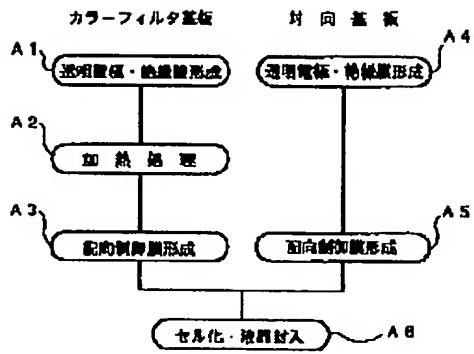 カラーフィルタ基板
対向基板
A1
透明電極・絶縁膜形成
A4
透明電極・絶縁膜形成
A2
加熱処理
A3
配向制御膜形成
A5
配向制御膜形成
セル化・液晶封入
A6